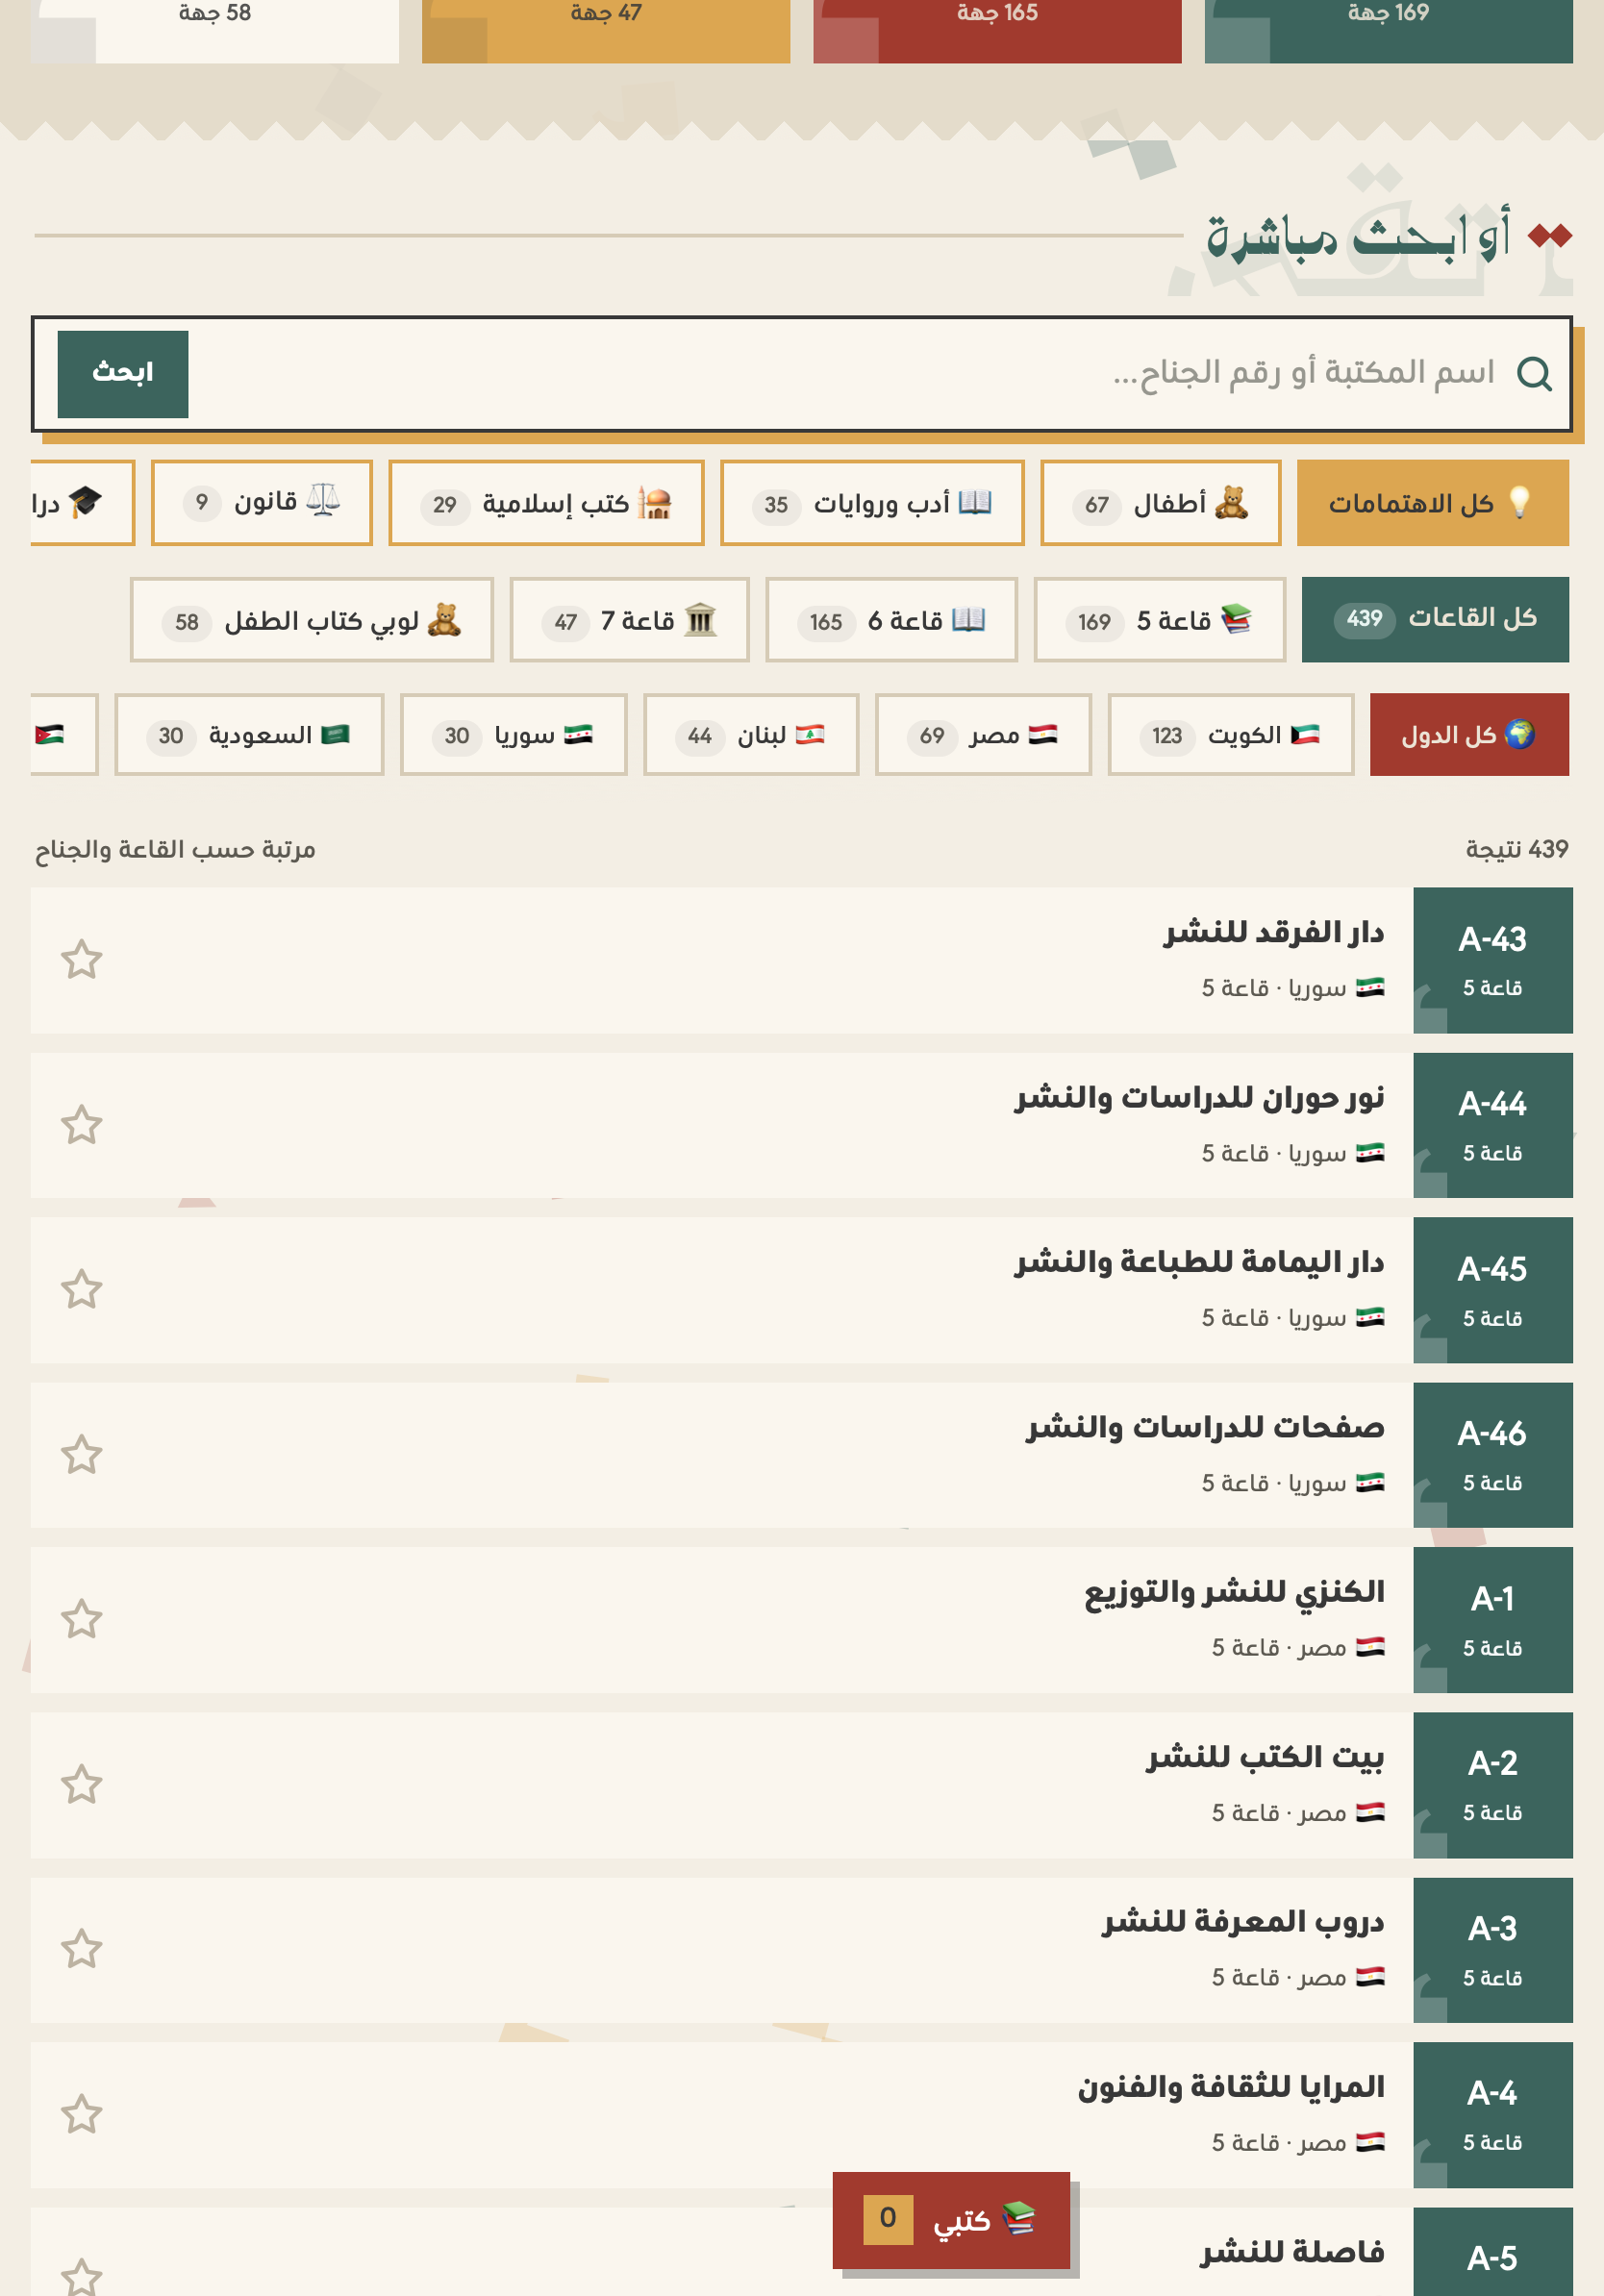 169 جهة
165 جهة
47 جهة
58 جهة
أو ابحث مباشرة
اسم المكتبة أو رقم الجناح...
ابحث
كل الاهتمامات
أطفال 67
أدب وروايات 35
كتب إسلامية 29
قانون 9
درا
كل القاعات 439
قاعة 5 169
قاعة 6 165
قاعة 7 47
لوبي كتاب الطفل 58
كل الدول
الكويت 123
مصر 69
لبنان 44
سوريا 30
السعودية 30
439 نتيجة
مرتبة حسب القاعة والجناح
A-43
قاعة 5
دار الفرقد للنشر
سوريا · قاعة 5
A-44
قاعة 5
نور حوران للدراسات والنشر
سوريا · قاعة 5
A-45
قاعة 5
دار اليمامة للطباعة والنشر
سوريا · قاعة 5
A-46
قاعة 5
صفحات للدراسات والنشر
سوريا · قاعة 5
A-1
قاعة 5
الكنزي للنشر والتوزيع
مصر · قاعة 5
A-2
قاعة 5
بيت الكتب للنشر
مصر · قاعة 5
A-3
قاعة 5
دروب المعرفة للنشر
مصر · قاعة 5
A-4
قاعة 5
المرايا للثقافة والفنون
مصر · قاعة 5
A-5
فاصلة للنشر
كتبي 0